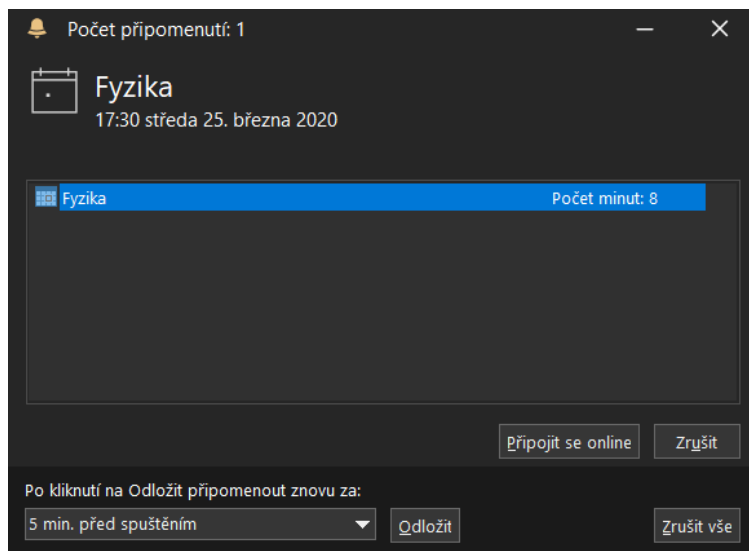 Počet připomenutí: 1
Fyzika
17:30 středa 25. března 2020
Fyzika Počet minut: 8
Připojit se online Zrušit
Po kliknutí na Odložit připomenout znovu za:
5 min. před spuštěním Odložit Zrušit vše